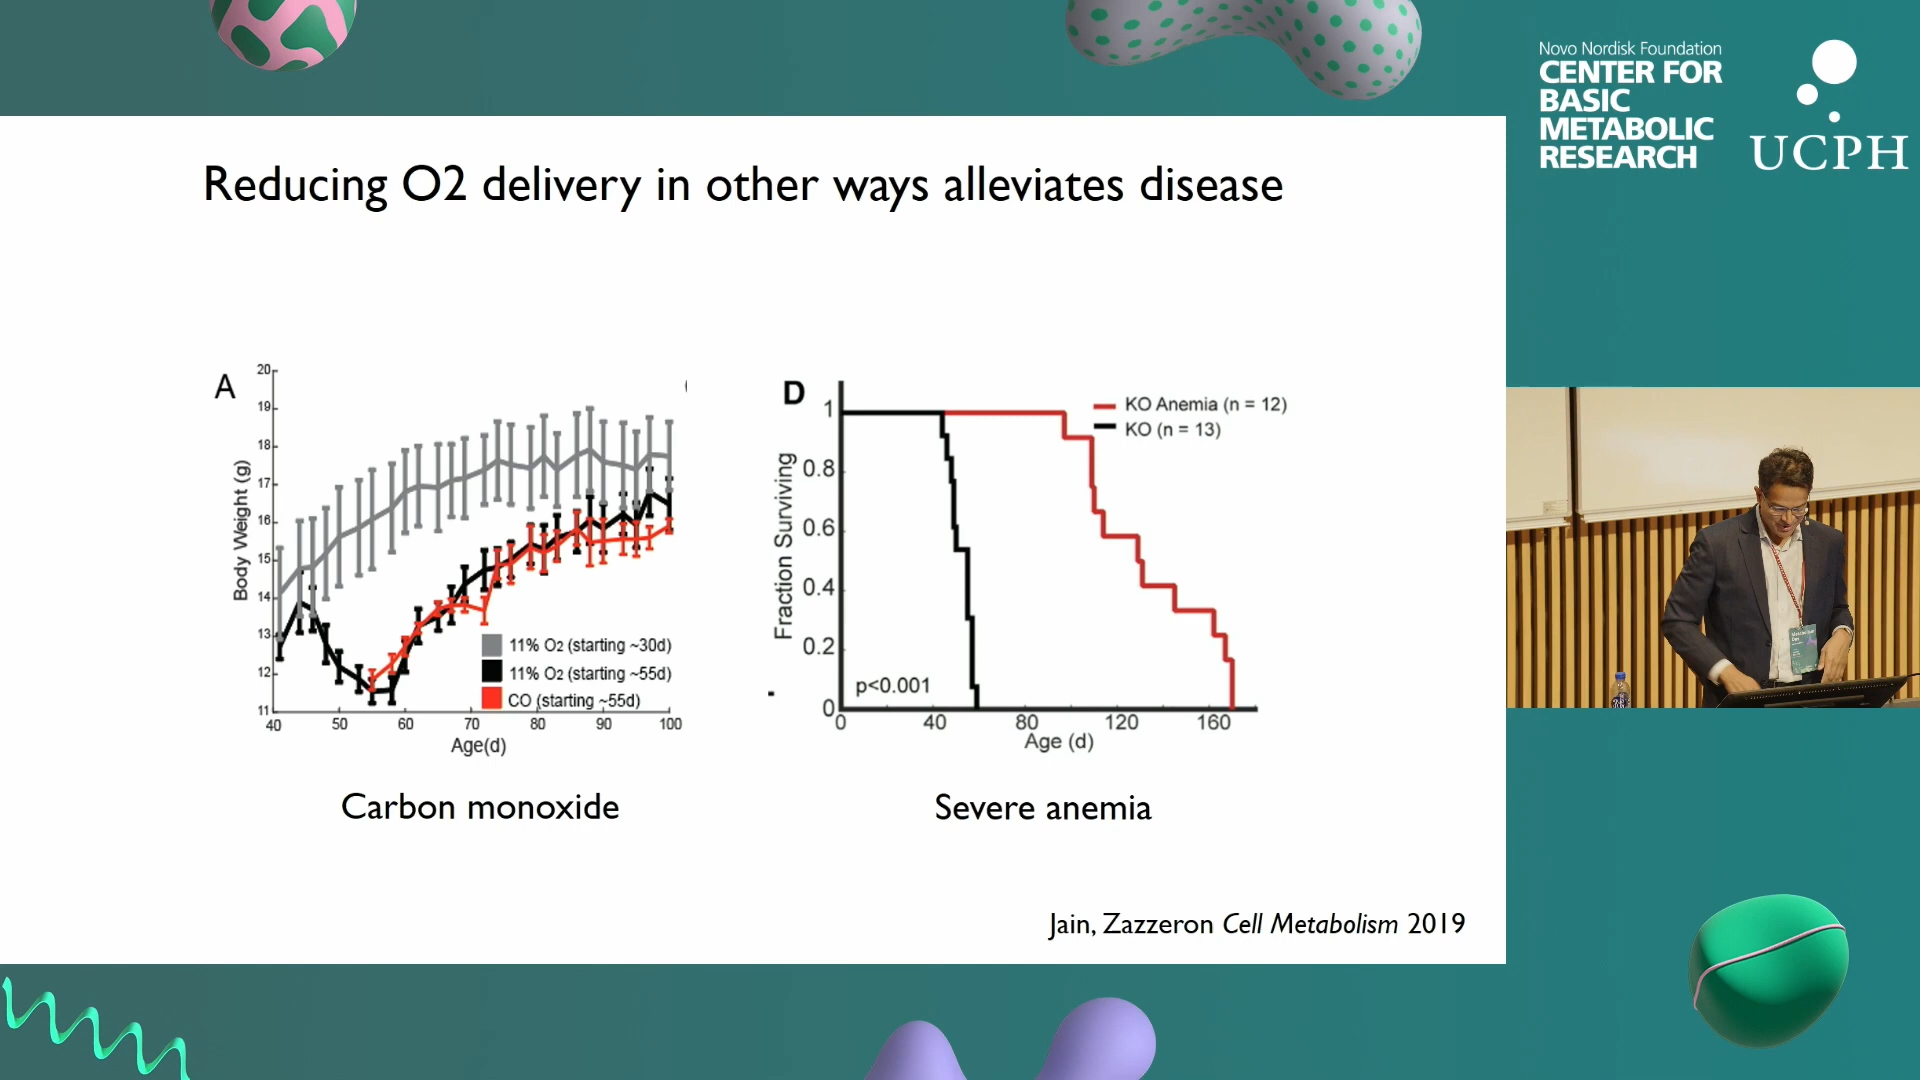 Novo Nordisk Foundation
CENTER FOR
BASIC
METABOLIC
RESEARCH
UCPH
Reducing O2 delivery in other ways alleviates disease
A
20
19
18
17
16
15
14
13
12
11
Body Weight (g)
11% O2 (starting ~30d)
11% O2 (starting ~55d)
CO (starting ~55d)
40 50 60 70 80 90 100
Age(d)
Carbon monoxide
D
KO Anemia (n = 12)
KO (n = 13)
1
0.8
0.6
0.4
0.2
0
Fraction Surviving
p<0.001
0 40 80 120 160
Age (d)
Severe anemia
Jain, Zazzeron Cell Metabolism 2019